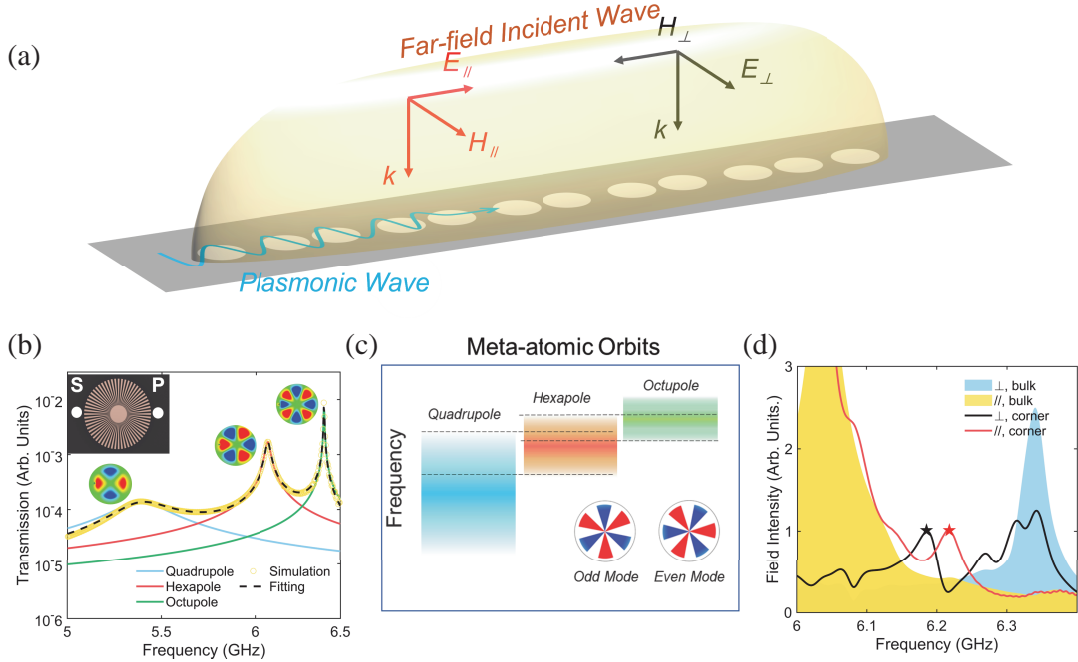 (a)
Far-field Incident Wave
H⊥
E//
E⊥
k
H//
k
Plasmonic Wave
(b)
S P
Transmission (Arb. Units)
10-2
10-3
10-4
10-5
10-6
Quadrupole
Hexapole
Octupole
Simulation
Fitting
5 5.5 6 6.5
Frequency (GHz)
(c)
Meta-atomic Orbits
Frequency
Quadrupole
Hexapole
Octupole
Odd Mode
Even Mode
(d)
Field Intensity (Arb. Units.)
3
2
1
0
⊥, bulk
//, bulk
⊥, corner
//, corner
6 6.1 6.2 6.3
Frequency (GHz)